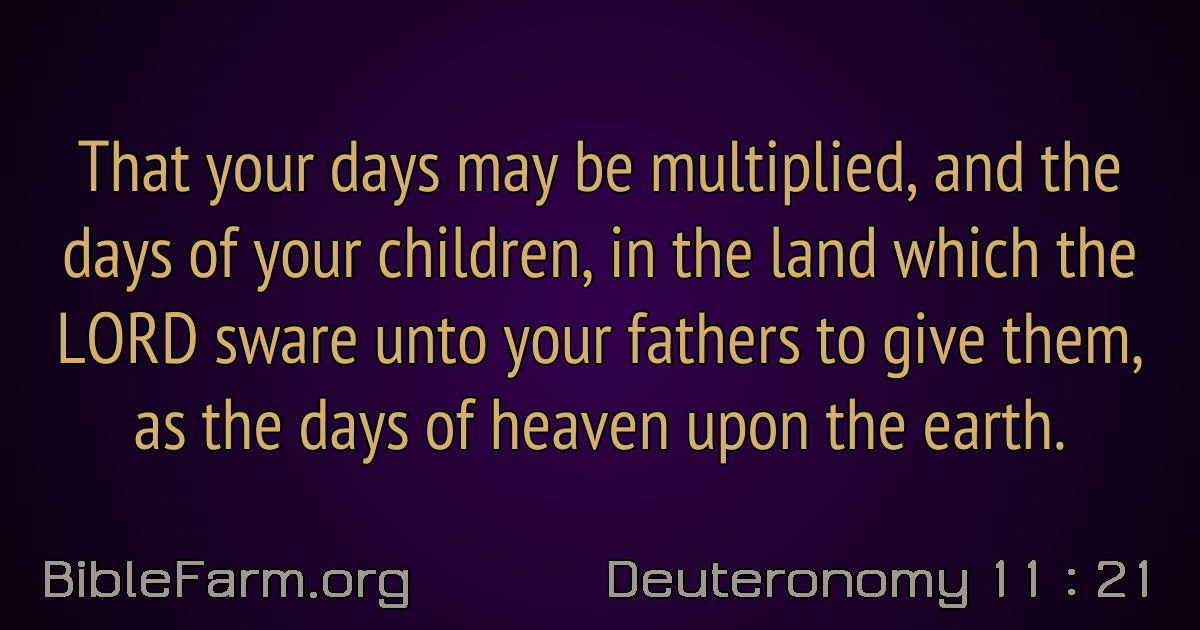 That your days may be multiplied, and the
days of your children, in the land which the
LORD sware unto your fathers to give them,
as the days of heaven upon the earth.
BibleFarm.org
Deuteronomy 11 : 21